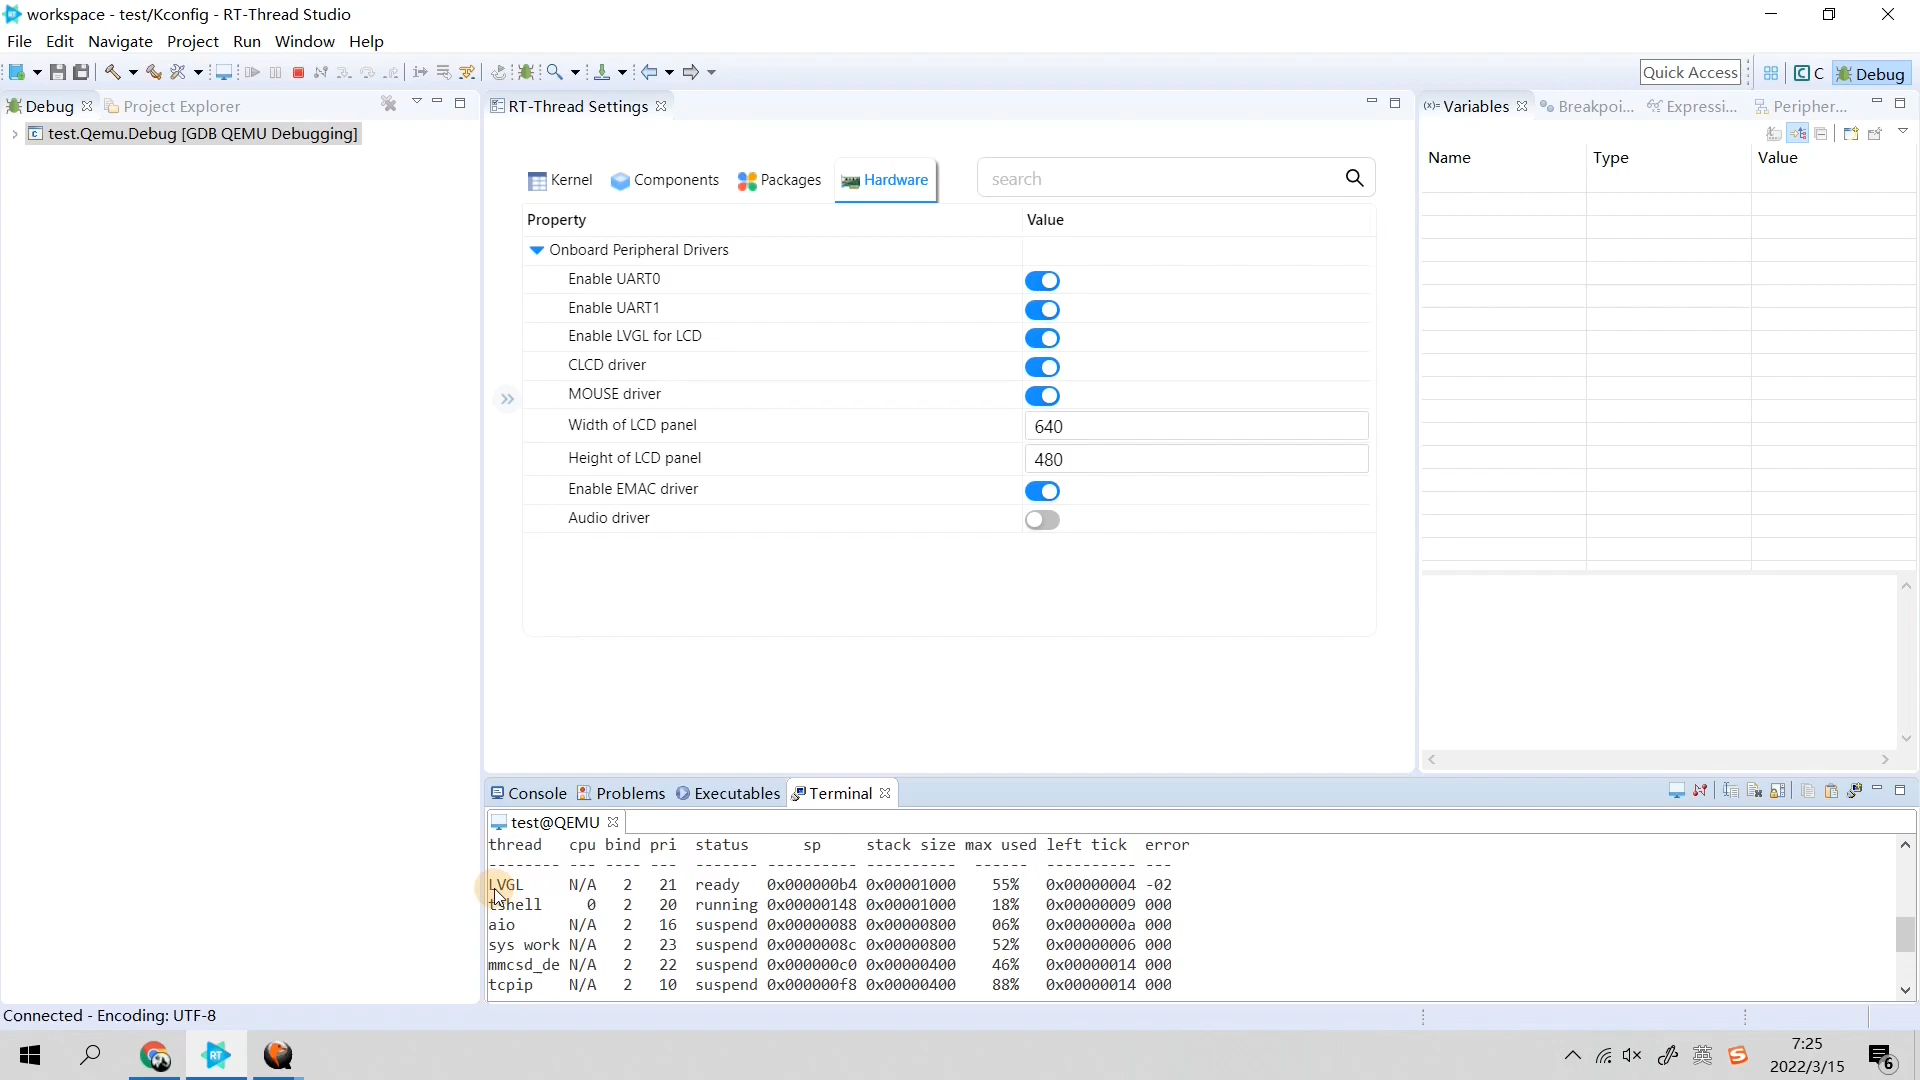 workspace - test/Kconfig - RT-Thread Studio
File Edit Navigate Project Run Window Help
Quick Access C Debug
Debug Project Explorer RT-Thread Settings Variables Breakpoi... Expressi... Peripher...
test.Qemu.Debug [GDB QEMU Debugging]
Name Type Value
Kernel Components Packages Hardware search
Property Value
Onboard Peripheral Drivers
Enable UART0
Enable UART1
Enable LVGL for LCD
CLCD driver
MOUSE driver
Width of LCD panel 640
Height of LCD panel 480
Enable EMAC driver
Audio driver
Console Problems Executables Terminal
test@QEMU
thread cpu bind pri status sp stack size max used left tick error
-------- --- ---- --- ------- ---------- ---------- ------ ---------- ---
LVGL N/A 2 21 ready 0x000000b4 0x00001000 55% 0x00000004 -02
tshell 0 2 20 running 0x00000148 0x00001000 18% 0x00000009 000
aio N/A 2 16 suspend 0x00000088 0x00000800 06% 0x0000000a 000
sys work N/A 2 23 suspend 0x0000008c 0x00000800 52% 0x00000006 000
mmcsd_de N/A 2 22 suspend 0x000000c0 0x00000400 46% 0x00000014 000
tcpip N/A 2 10 suspend 0x000000f8 0x00000400 88% 0x00000014 000
Connected - Encoding: UTF-8
RT 英 S 7:25
2022/3/15 6